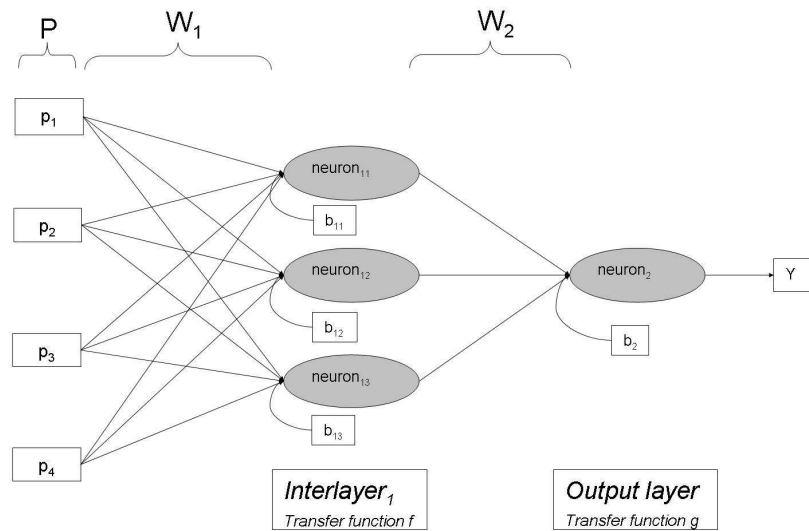 P
W₁
W₂
p₁
p₂
p₃
p₄
neuron₁₁
b₁₁
neuron₁₂
b₁₂
neuron₁₃
b₁₃
neuron₂
b₂
Y
Interlayer₁
Transfer function f
Output layer
Transfer function g